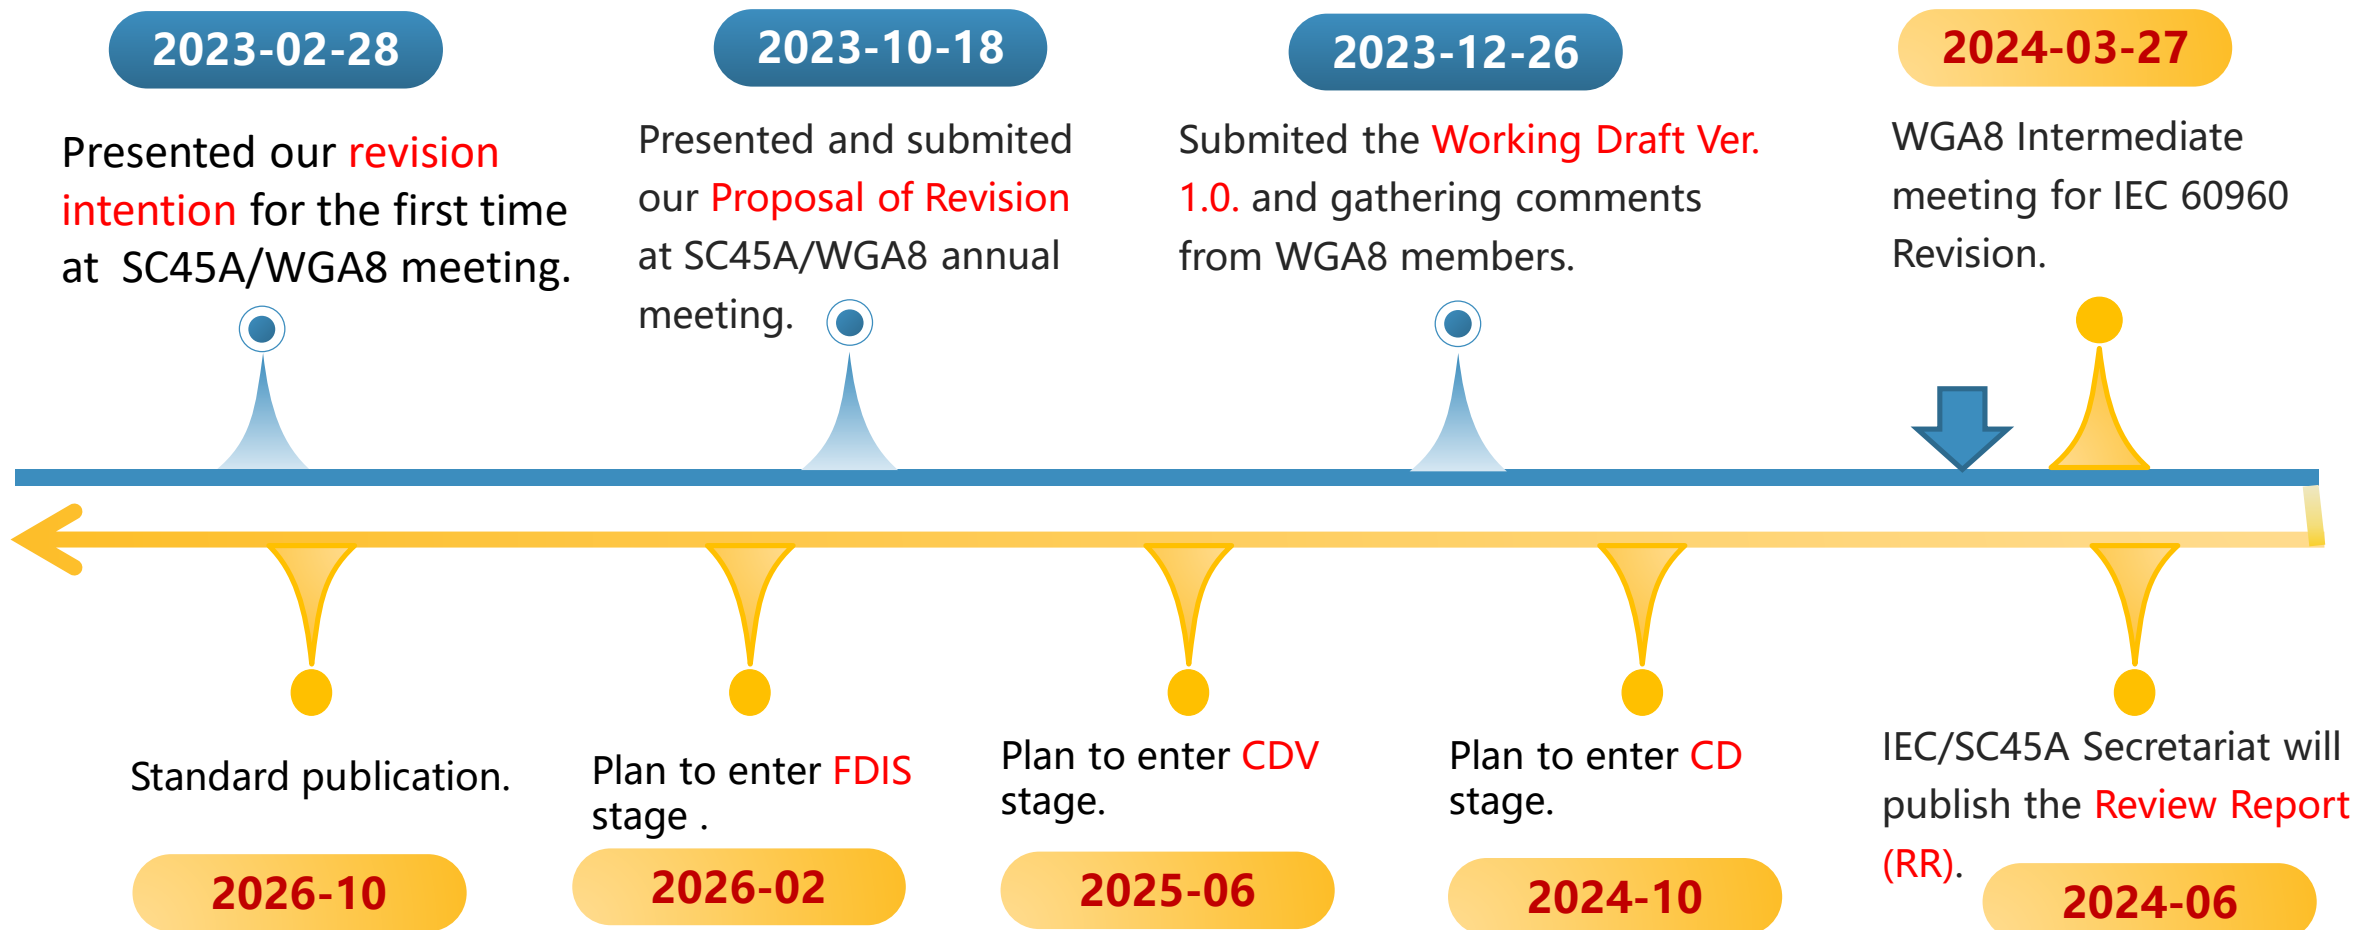 2023-02-28
Presented our revision
intention for the first time
at SC45A/WGA8 meeting.
2023-10-18
Presented and submited
our Proposal of Revision
at SC45A/WGA8 annual
meeting.
2023-12-26
Submited the Working Draft Ver.
1.0. and gathering comments
from WGA8 members.
2024-03-27
WGA8 Intermediate
meeting for IEC 60960
Revision.
IEC/SC45A Secretariat will
publish the Review Report
(RR).
2024-06
Plan to enter CD
stage.
2024-10
Plan to enter CDV
stage.
2025-06
Plan to enter FDIS
stage .
2026-02
Standard publication.
2026-10